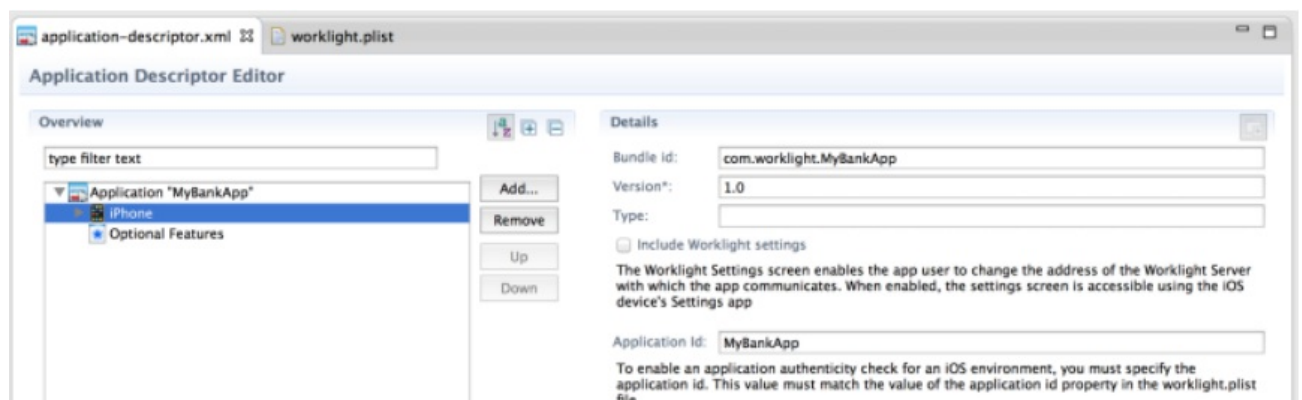 application-descriptor.xml
worklight.plist
Application Descriptor Editor
Overview
type filter text
Application "MyBankApp"
iPhone
Optional Features
Add...
Remove
Up
Down
Details
Bundle id: com.worklight.MyBankApp
Version*: 1.0
Type:
Include Worklight settings
The Worklight Settings screen enables the app user to change the address of the Worklight Server
with which the app communicates. When enabled, the settings screen is accessible using the iOS
device's Settings app
Application Id: MyBankApp
To enable an application authenticity check for an iOS environment, you must specify the
application id. This value must match the value of the application id property in the worklight.plist
file